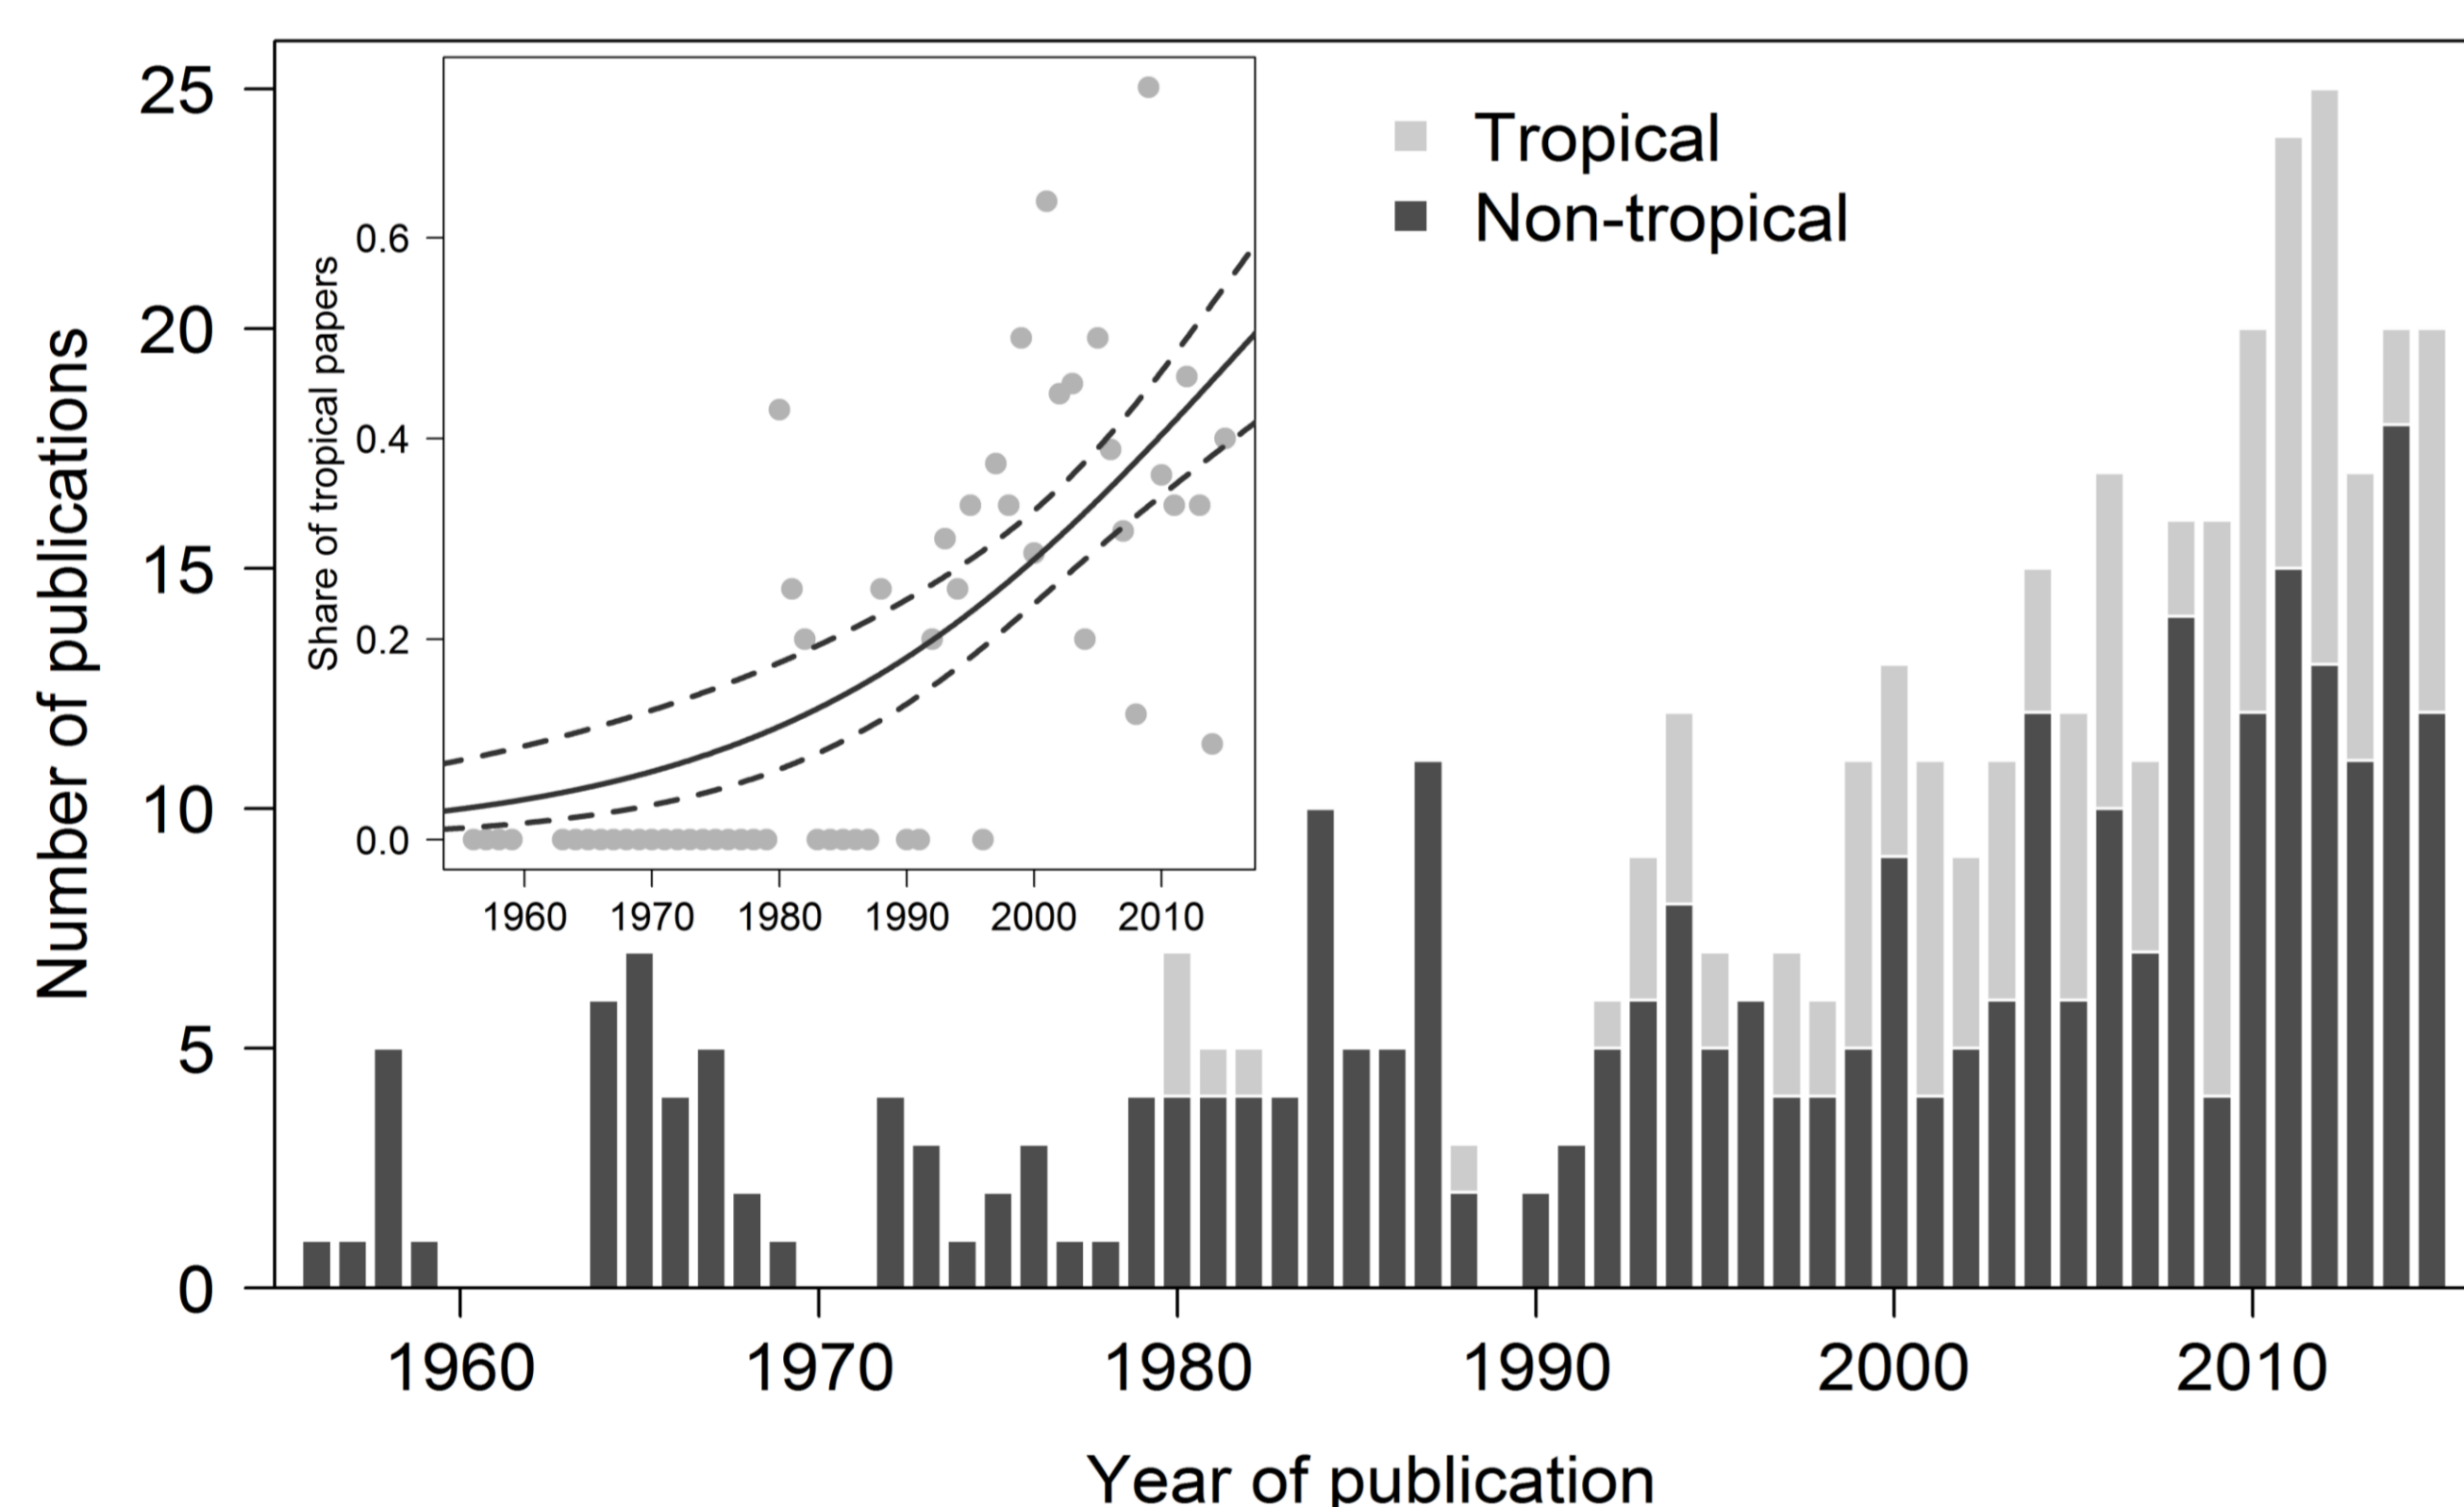 Number of publications
25
20
15
10
5
0
Share of tropical papers
0.6
0.4
0.2
0.0
1960 1970 1980 1990 2000 2010
Tropical
Non-tropical
1960 1970 1980 1990 2000 2010
Year of publication